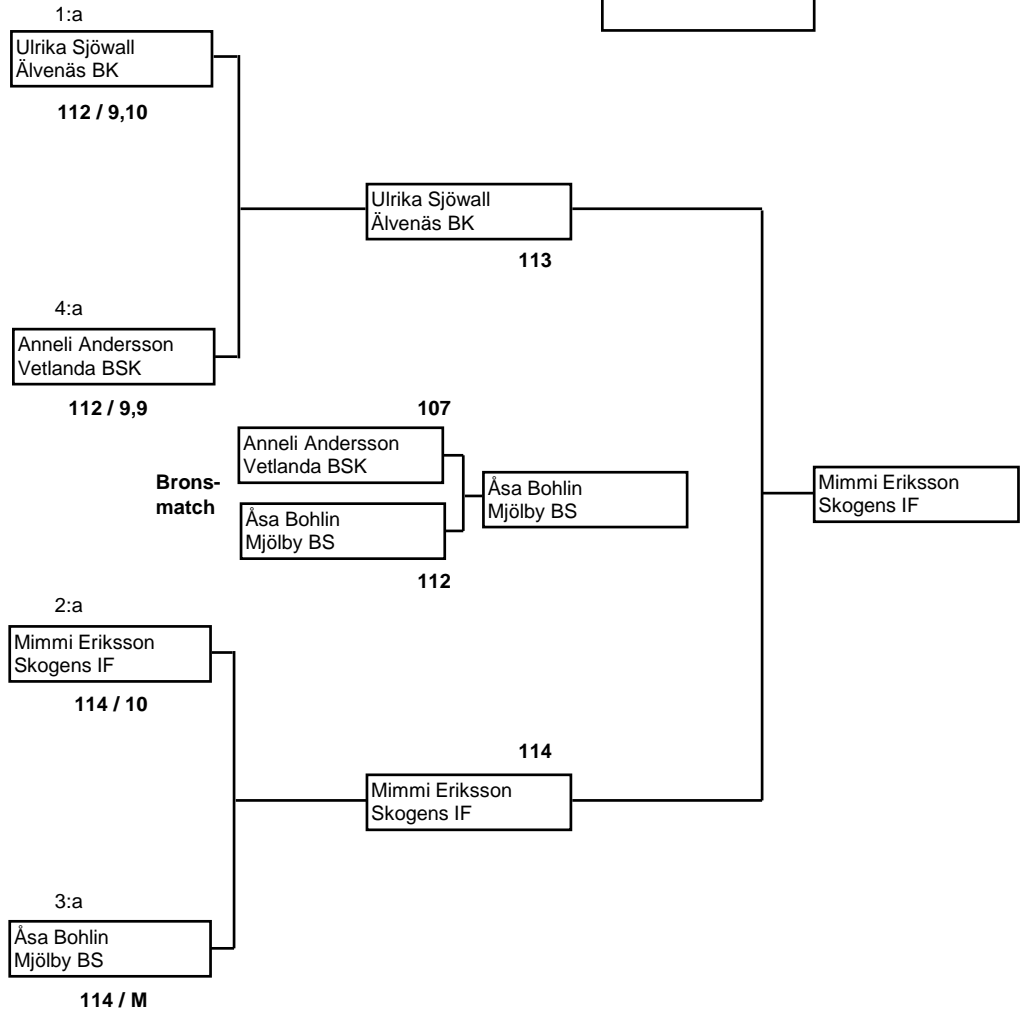 1:a
Ulrika Sjöwall
Älvenäs BK
112 / 9,10
Ulrika Sjöwall
Älvenäs BK
113
4:a
Anneli Andersson
Vetlanda BSK
112 / 9,9
107
Anneli Andersson
Vetlanda BSK
Brons-
match
Åsa Bohlin
Mjölby BS
Åsa Bohlin
Mjölby BS
112
Mimmi Eriksson
Skogens IF
2:a
Mimmi Eriksson
Skogens IF
114 / 10
114
Mimmi Eriksson
Skogens IF
3:a
Åsa Bohlin
Mjölby BS
114 / M